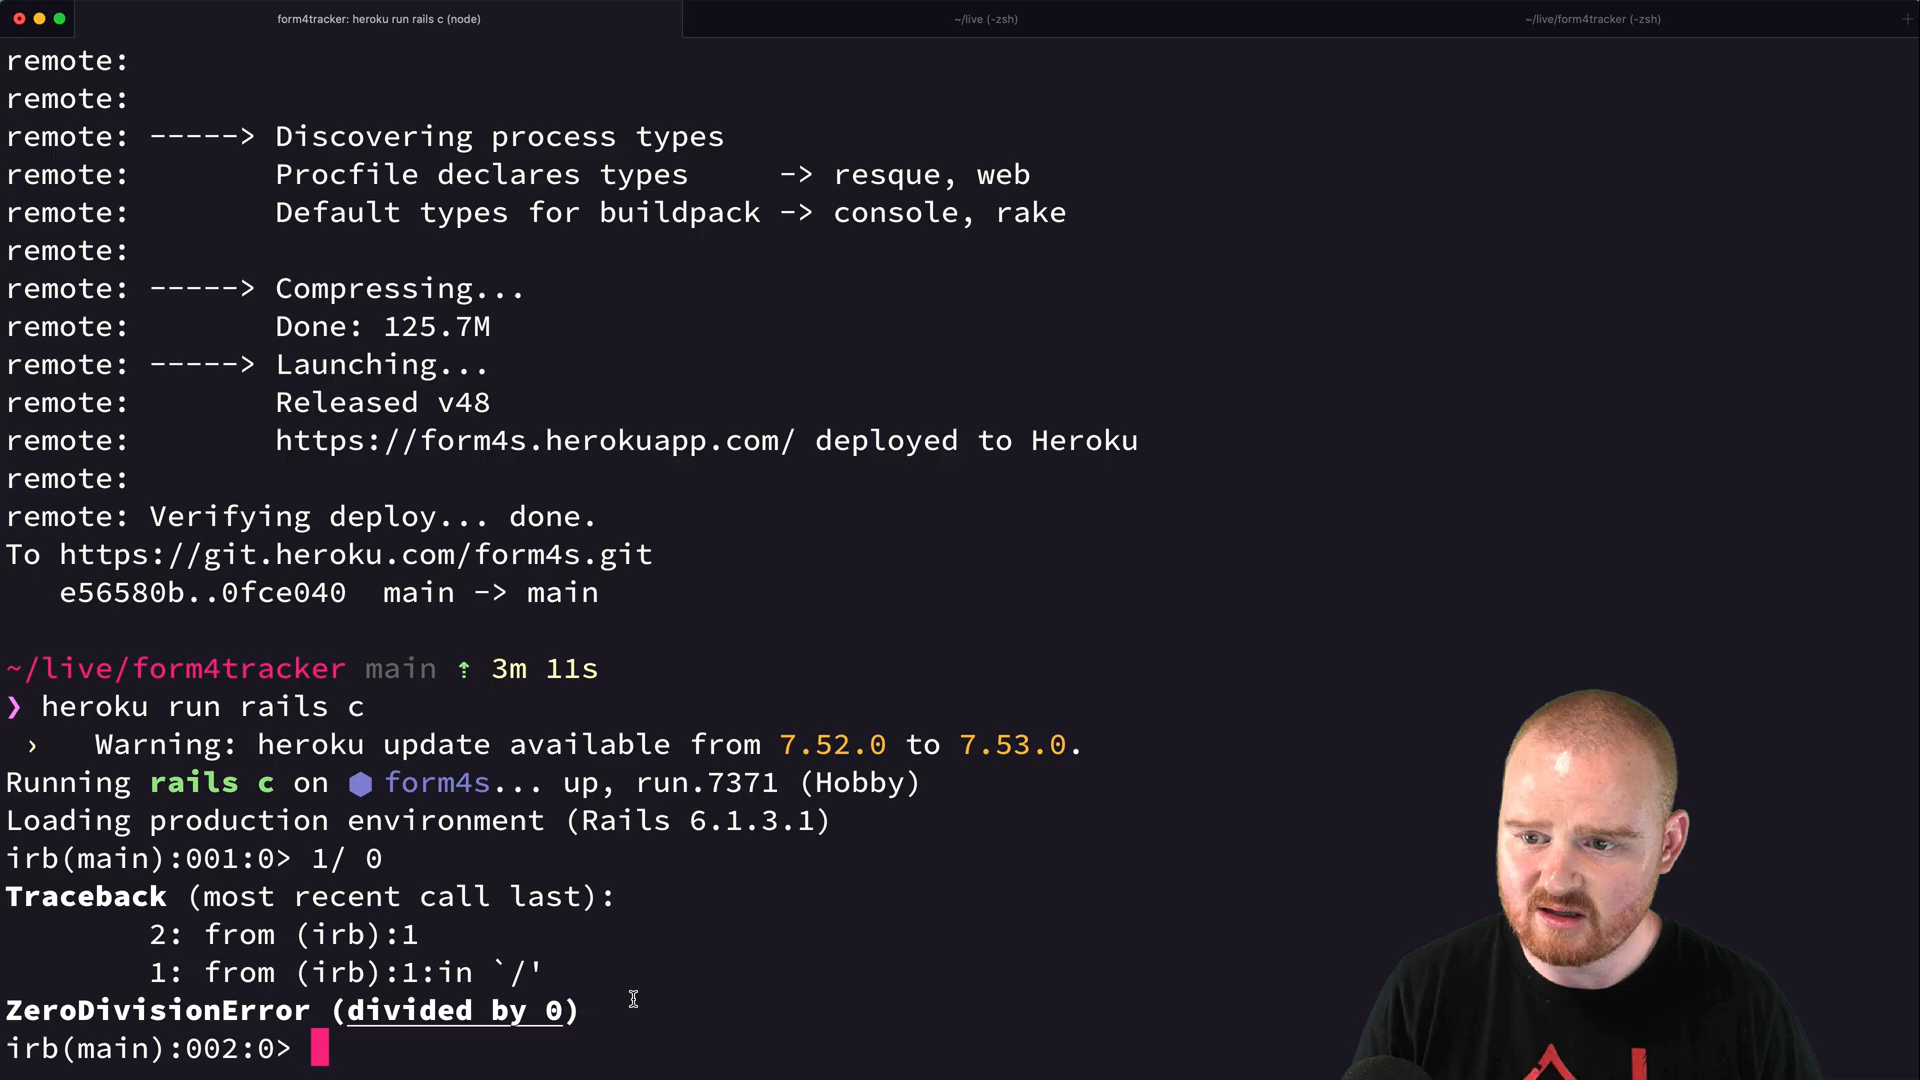 form4tracker: heroku run rails c (node)
~/live (-zsh)
~/live/form4tracker (-zsh)
+
remote:
remote:
remote: -----> Discovering process types
remote:        Procfile declares types     -> resque, web
remote:        Default types for buildpack -> console, rake
remote:
remote: -----> Compressing...
remote:        Done: 125.7M
remote: -----> Launching...
remote:        Released v48
remote:        https://form4s.herokuapp.com/ deployed to Heroku
remote:
remote: Verifying deploy... done.
To https://git.heroku.com/form4s.git
   e56580b..0fce040  main -> main
~/live/form4tracker main ⇡ 3m 11s
❯ heroku run rails c
 ›   Warning: heroku update available from 7.52.0 to 7.53.0.
Running rails c on ⬢ form4s... up, run.7371 (Hobby)
Loading production environment (Rails 6.1.3.1)
irb(main):001:0> 1/ 0
Traceback (most recent call last):
        2: from (irb):1
        1: from (irb):1:in `/'
ZeroDivisionError (divided by 0)
irb(main):002:0>